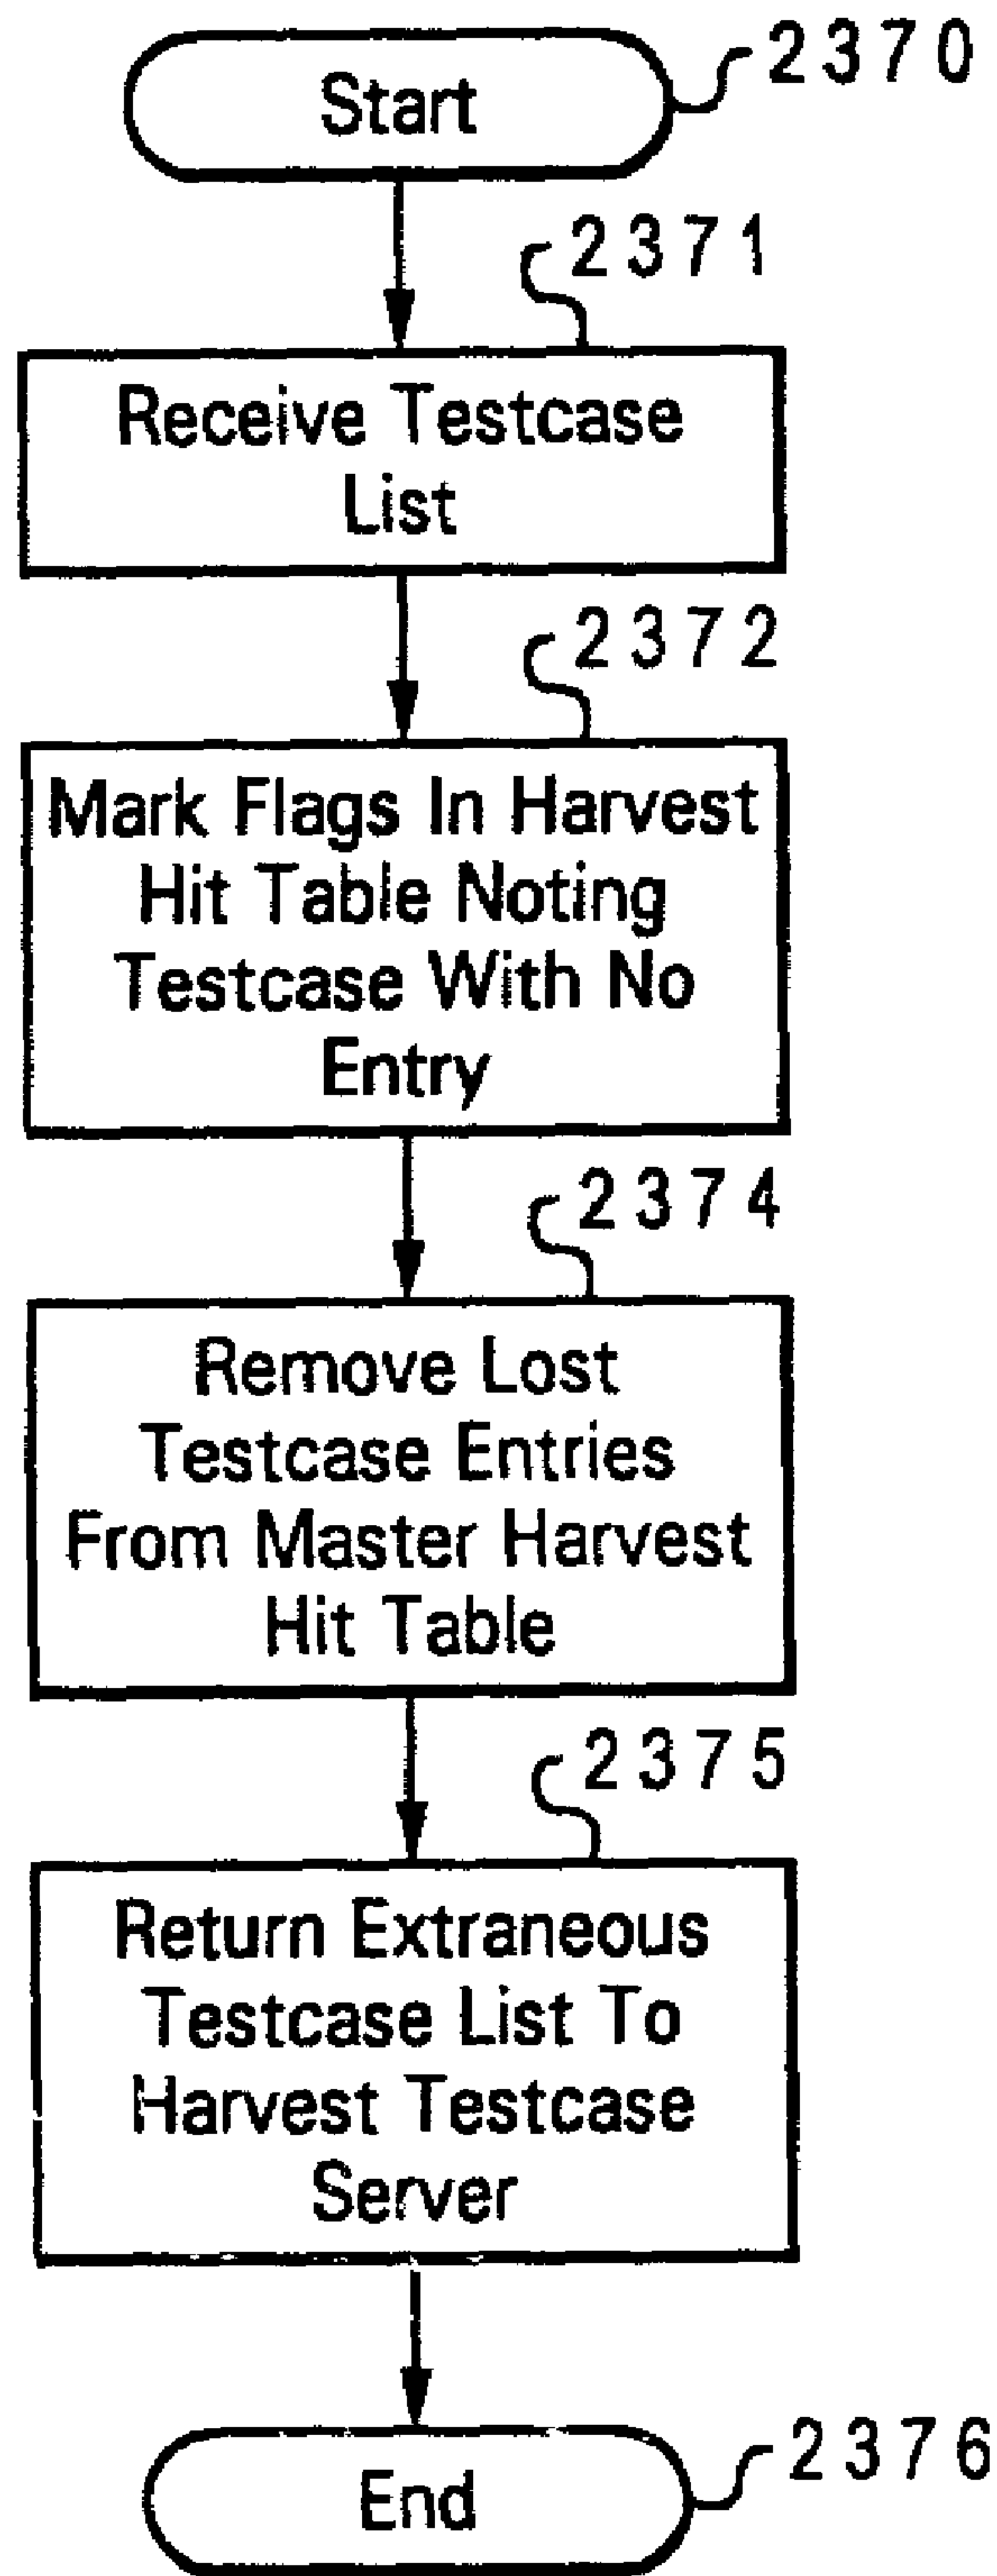 2370
Start
2371
Receive Testcase
List
2372
Mark Flags In Harvest
Hit Table Noting
Testcase With No
Entry
2374
Remove Lost
Testcase Entries
From Master Harvest
Hit Table
2375
Return Extraneous
Testcase List To
Harvest Testcase
Server
2376
End